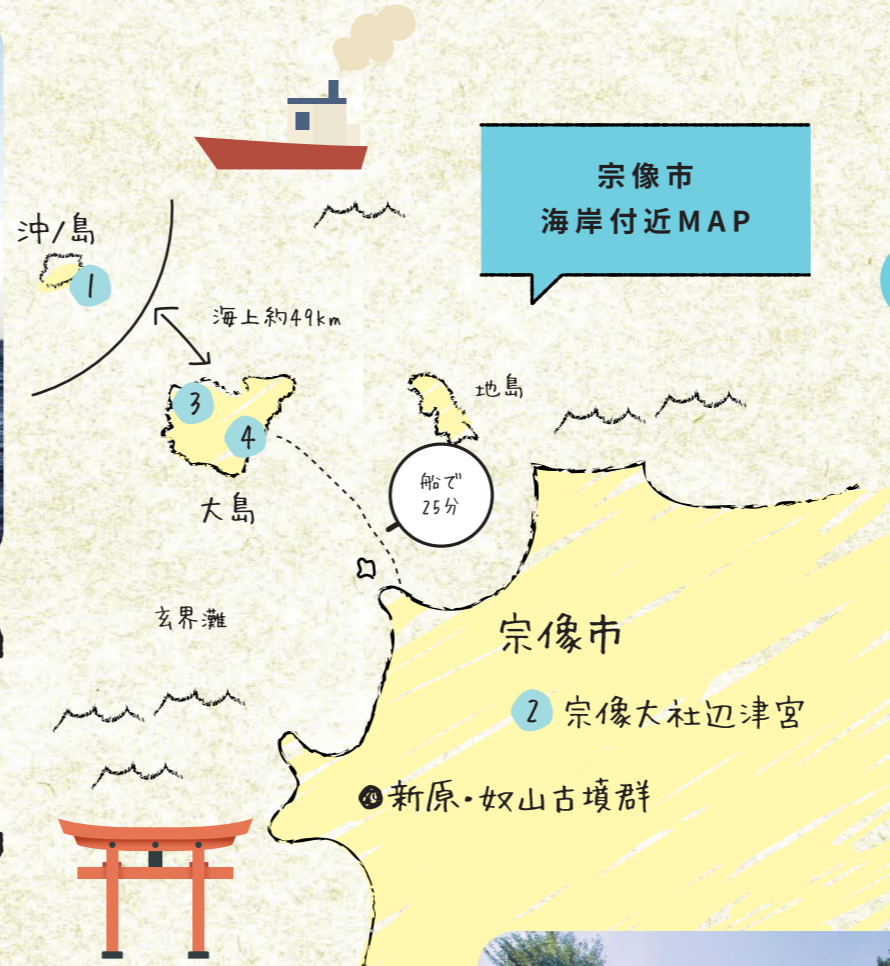 宗像市
海岸付近MAP
沖ノ島
1
海上約49km
3
4
大島
地島
船で
25分
玄界灘
宗像市
2 宗像大社辺津宮
新原・奴山古墳群